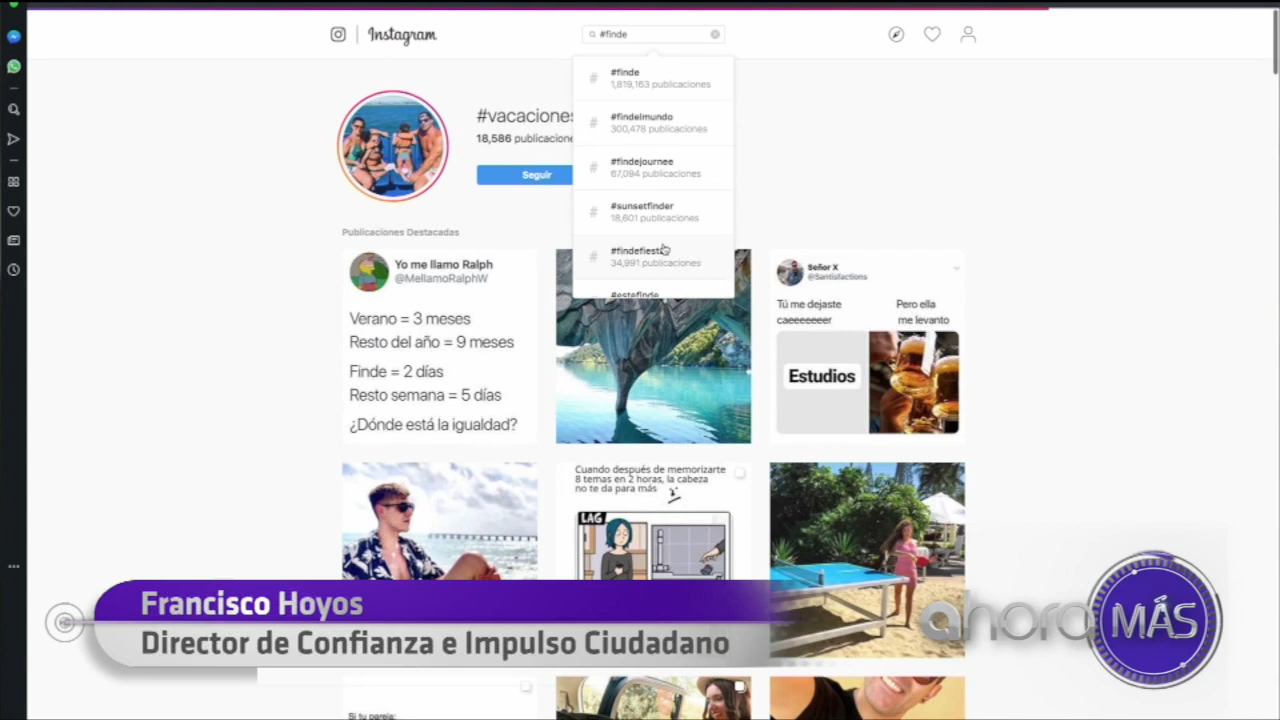 Instagram
#finde
#finde
1,819,163 publicaciones
#findelmundo
300,478 publicaciones
#findejournee
67,094 publicaciones
#sunsetfinder
18,601 publicaciones
#findefiesta
34,991 publicaciones
#estefinde
#vacaciones
18,586 publicaciones
Seguir
Publicaciones Destacadas
Yo me llamo Ralph
@MellamoRalphW
Verano = 3 meses
Resto del año = 9 meses
Finde = 2 días
Resto semana = 5 días
¿Dónde está la igualdad?
Señor X
@Santisfactions
Tú me dejaste
caeeeeeeer
Pero ella
me levanto
Estudios
Cuando después de memorizarte
8 temas en 2 horas, la cabeza
no te da para más
LAG
Francisco Hoyos
Director de Confianza e Impulso Ciudadano
ahora MÁS
Si tu pareja: